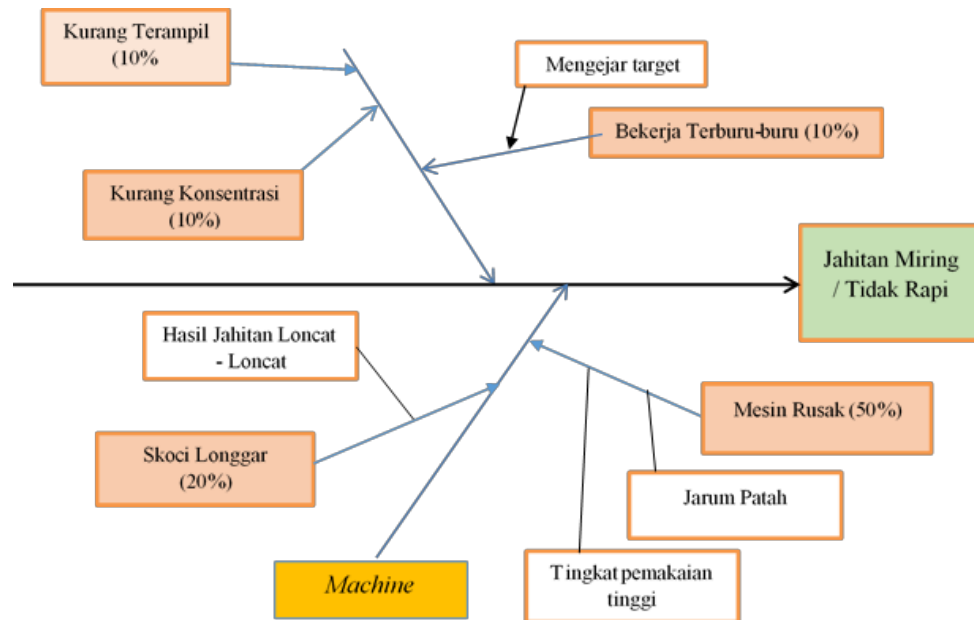 Kurang Terampil
(10%
Mengejar target
Bekerja Terburu-buru (10%)
Kurang Konsentrasi
(10%)
Jahitan Miring
/ Tidak Rapi
Hasil Jahitan Loncat
- Loncat
Mesin Rusak (50%)
Skoci Longgar
(20%)
Jarum Patah
Machine
Tingkat pemakaian
tinggi